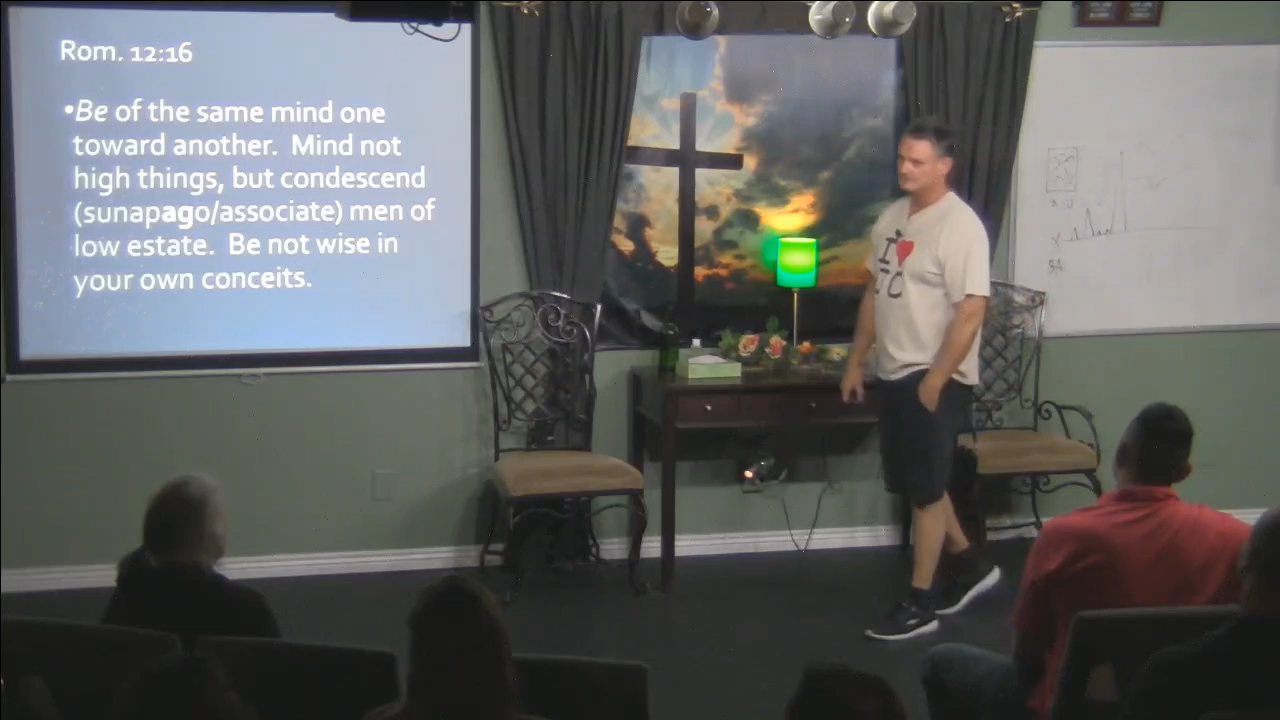 Rom. 12:16
•Be of the same mind one
toward another. Mind not
high things, but condescend
(sunapago/associate) men of
low estate. Be not wise in
your own conceits.
I